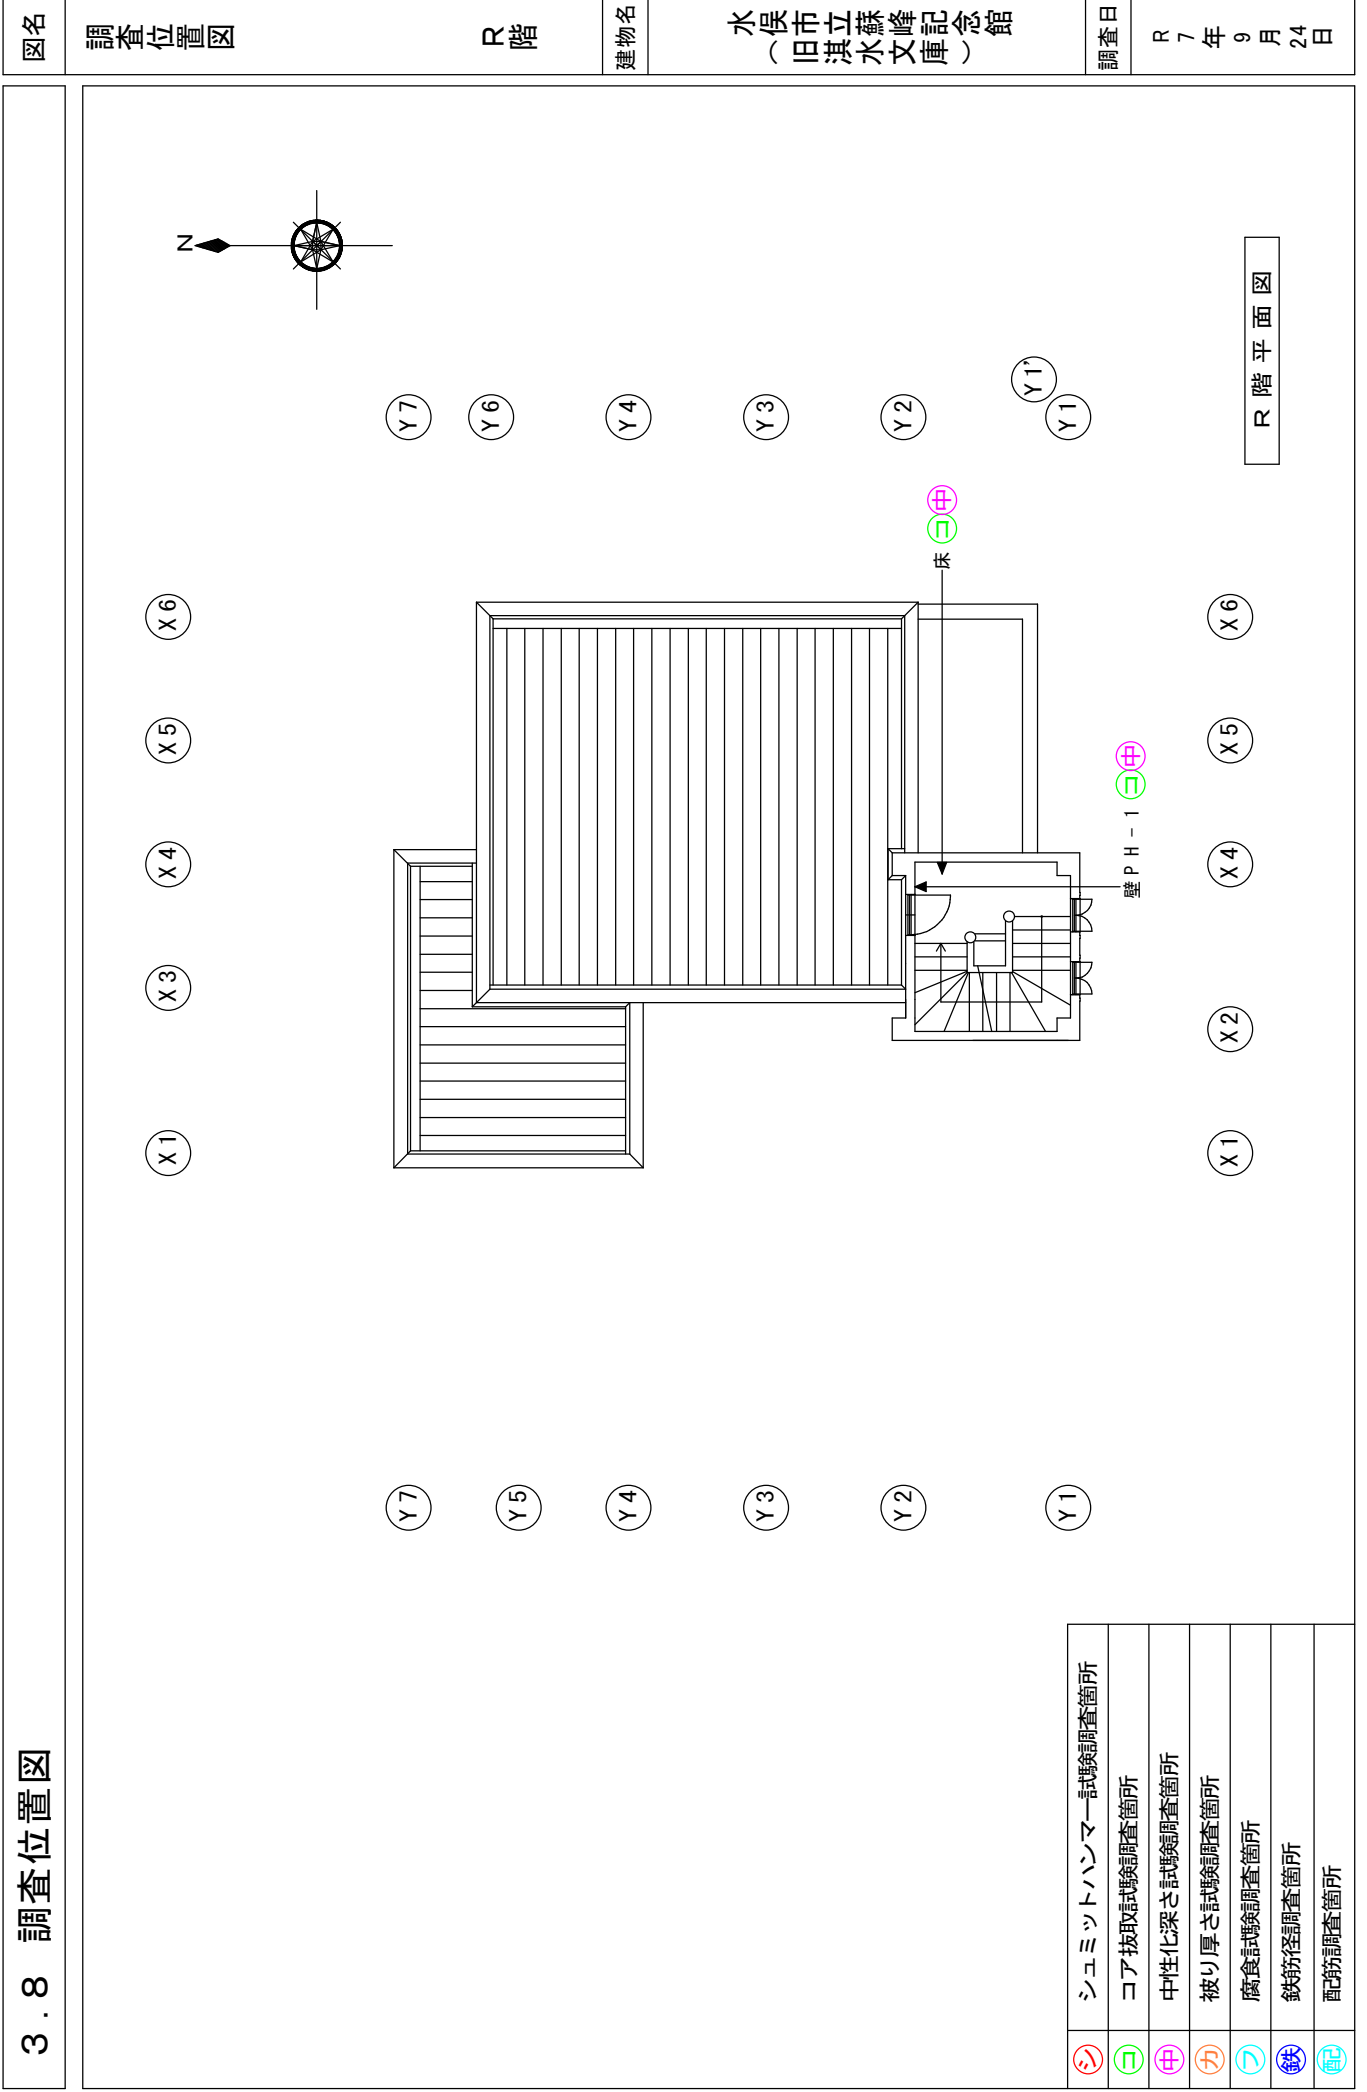 3.8 調査位置図
図名
調査位置図
R階
建物名
水俣市立蘇峰記念館
（旧淇水文庫）
調査日
R7年9月24日
N
X1
X3
X4
X5
X6
Y7
Y5
Y4
Y3
Y2
Y1
Y7
Y6
Y4
Y3
Y2
Y1'
Y1
床 コ 中
壁PH-1 コ 中
X1
X2
X4
X5
X6
R階平面図
シ シュミットハンマー試験調査箇所
コ コア抜取試験調査箇所
中 中性化深さ試験調査箇所
カ 被り厚さ試験調査箇所
フ 腐食試験調査箇所
鉄 鉄筋径調査箇所
配 配筋調査箇所